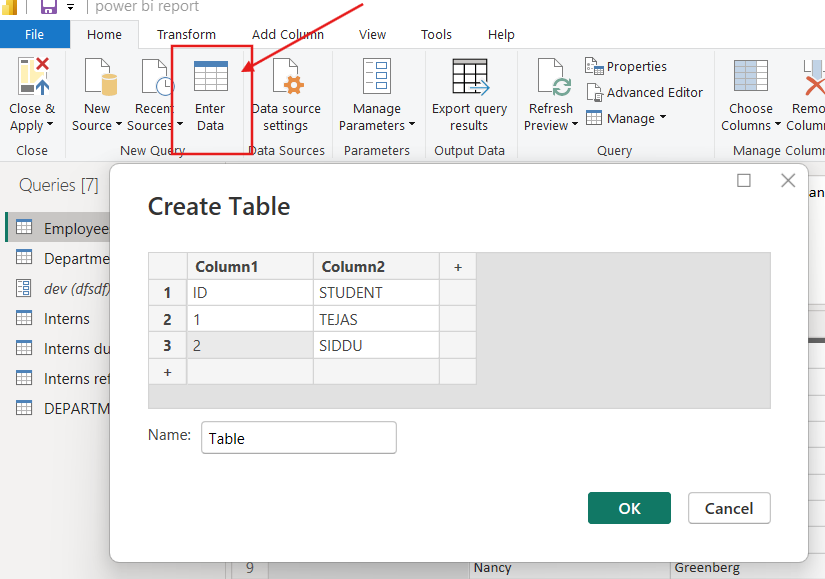 power bi report
File Home Transform Add Column View Tools Help
Close & Apply New Source Recent Sources Enter Data Data source settings Manage Parameters Export query results Refresh Preview Properties Advanced Editor Manage Choose Columns
Close New Query Data Sources Parameters Output Data Query Manage
Queries [7]
Employee
Departme
dev (dfsdf)
Interns
Interns du
Interns ref
DEPARTM
Create Table
Column1 Column2 +
1 ID STUDENT
2 1 TEJAS
3 2 SIDDU
+
Name: Table
OK Cancel
9 Nancy Greenberg